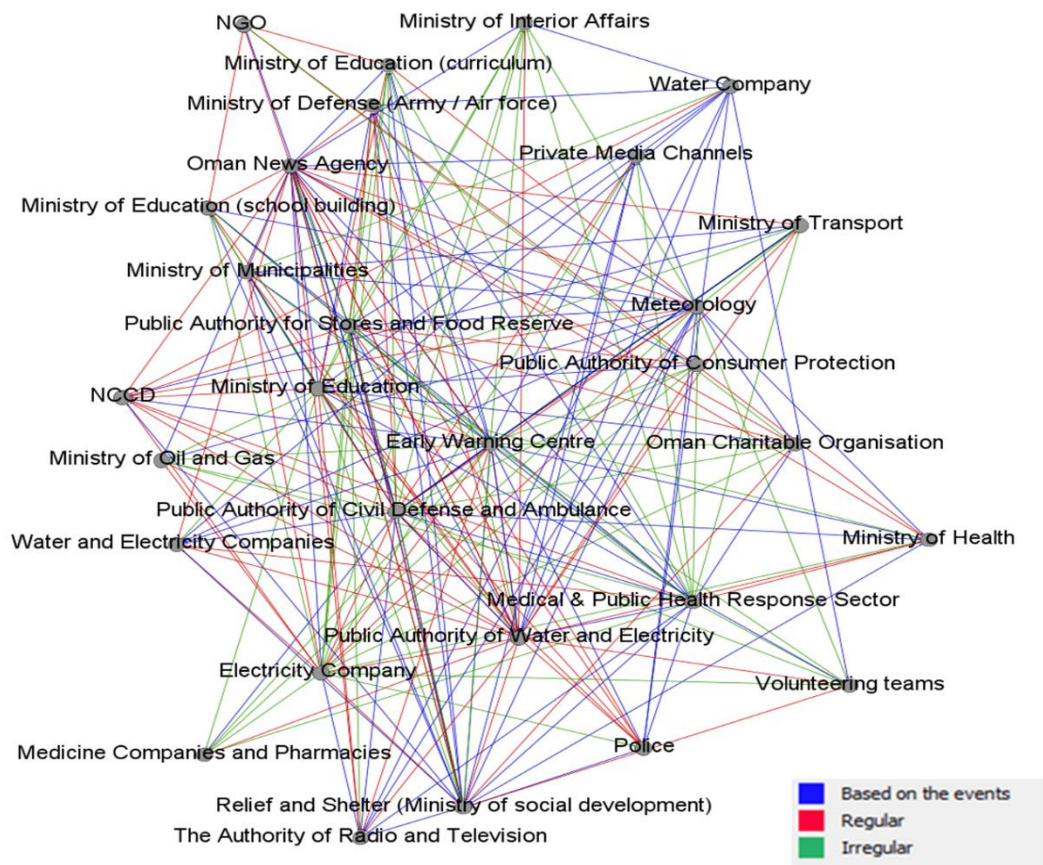 NGO
Ministry of Interior Affairs
Ministry of Education (curriculum)
Water Company
Ministry of Defense (Army / Air force)
Private Media Channels
Oman News Agency
Ministry of Education (school building)
Ministry of Transport
Ministry of Municipalities
Meteorology
Public Authority for Stores and Food Reserve
Public Authority of Consumer Protection
Ministry of Education
NCCD
Early Warning Centre
Oman Charitable Organisation
Ministry of Oil and Gas
Public Authority of Civil Defense and Ambulance
Water and Electricity Companies
Ministry of Health
Medical & Public Health Response Sector
Public Authority of Water and Electricity
Electricity Company
Volunteering teams
Medicine Companies and Pharmacies
Police
Relief and Shelter (Ministry of social development)
The Authority of Radio and Television
Based on the events
Regular
Irregular